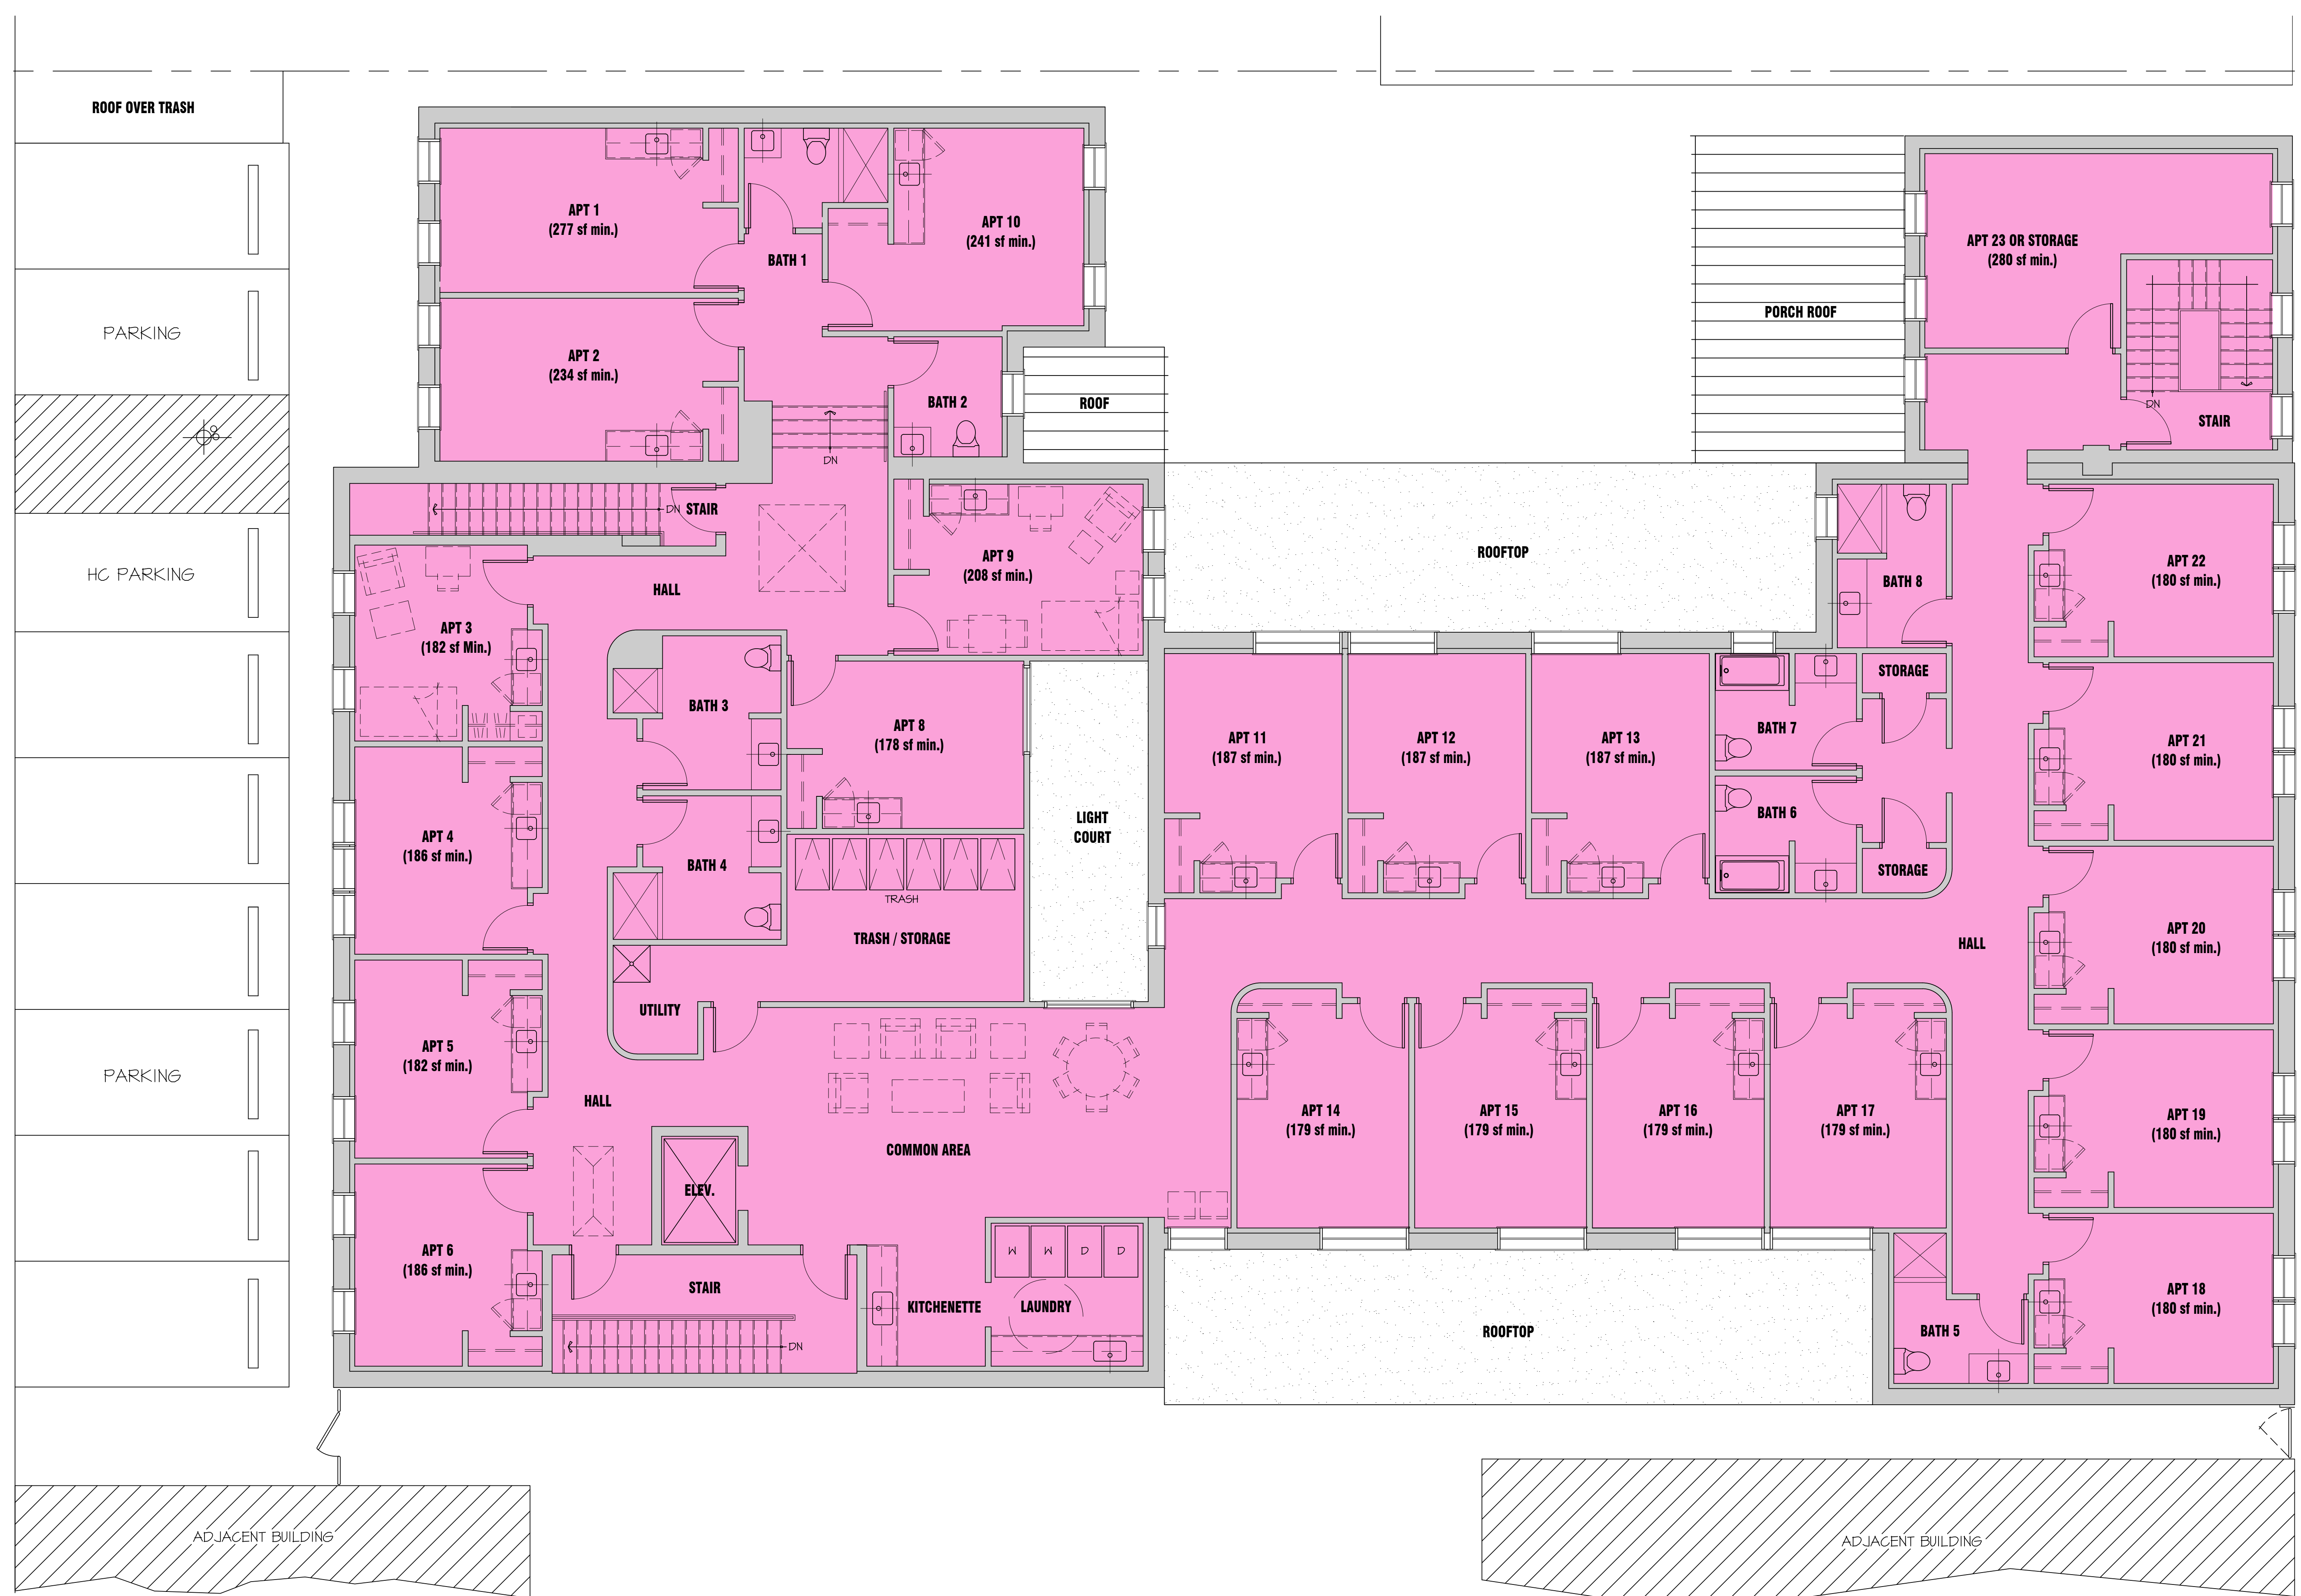 ROOF OVER TRASH
PARKING
HC PARKING
PARKING
APT 1
(277 sf min.)
BATH 1
APT 10
(241 sf min.)
APT 2
(234 sf min.)
BATH 2
ROOF
DN
PORCH ROOF
APT 23 OR STORAGE
(280 sf min.)
DN
STAIR
DN
STAIR
HALL
APT 9
(208 sf min.)
ROOFTOP
BATH 8
APT 22
(180 sf min.)
APT 3
(182 sf Min.)
BATH 3
APT 8
(178 sf min.)
LIGHT
COURT
APT 11
(187 sf min.)
APT 12
(187 sf min.)
APT 13
(187 sf min.)
BATH 7
STORAGE
BATH 6
STORAGE
APT 21
(180 sf min.)
APT 4
(186 sf min.)
BATH 4
TRASH
TRASH / STORAGE
HALL
APT 20
(180 sf min.)
UTILITY
APT 5
(182 sf min.)
HALL
COMMON AREA
ELEV.
APT 14
(179 sf min.)
APT 15
(179 sf min.)
APT 16
(179 sf min.)
APT 17
(179 sf min.)
APT 19
(180 sf min.)
APT 6
(186 sf min.)
STAIR
DN
KITCHENETTE
W W D D
LAUNDRY
ROOFTOP
BATH 5
APT 18
(180 sf min.)
ADJACENT BUILDING
ADJACENT BUILDING